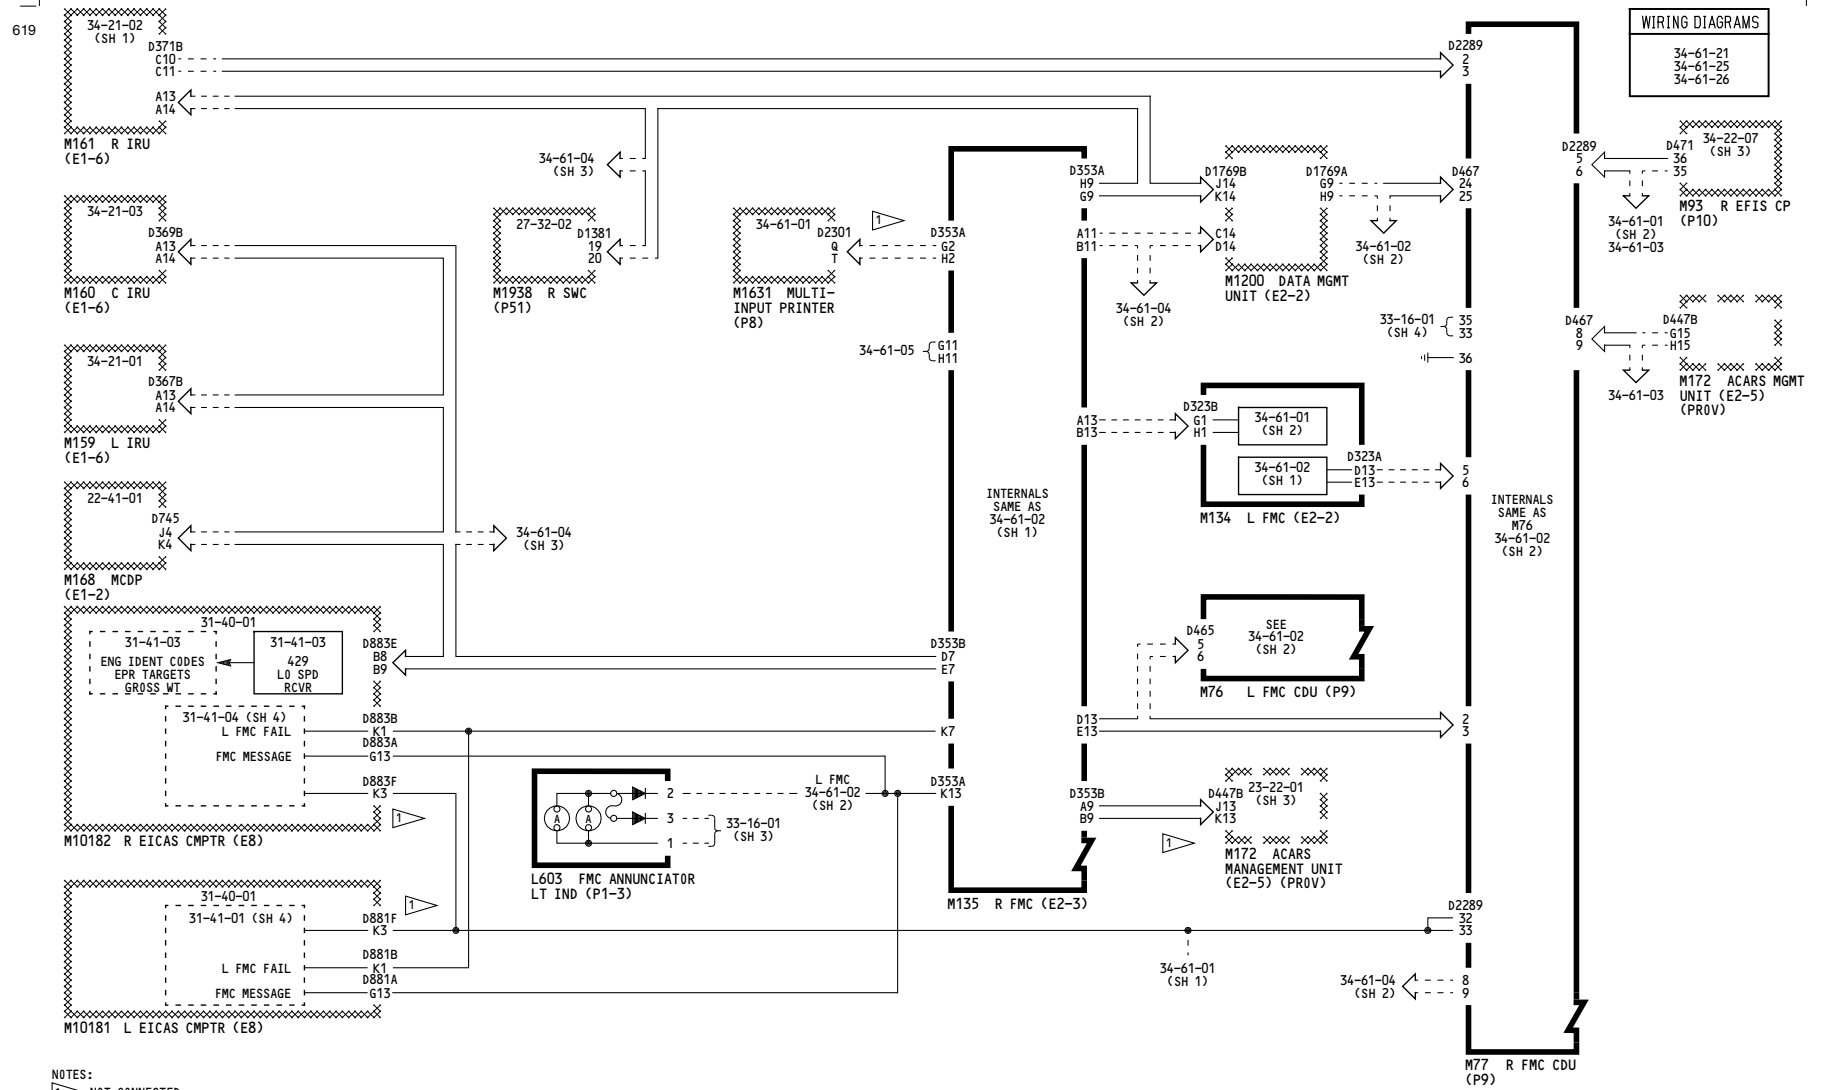 619
34-21-02
(SH 1)
D371B
C10
C11
A13
A14
M161 R IRU
(E1-6)
34-21-03
D369B
A13
A14
M160 C IRU
(E1-6)
34-21-01
D367B
A13
A14
M159 L IRU
(E1-6)
22-41-01
D745
J4
K4
M168 MCDP
(E1-2)
34-61-04
(SH 3)
31-40-01
31-41-03
ENG IDENT CODES
EPR TARGETS
GROSS WT
31-41-03
429
LO SPD
RCVR
D883E
B8
B9
31-41-04 (SH 4)
L FMC FAIL
FMC MESSAGE
D883B
K1
D883A
G13
D883F
K3
1
M10182 R EICAS CMPTR (E8)
31-40-01
31-41-01 (SH 4)
L FMC FAIL
FMC MESSAGE
D881F
K3
D881B
K1
D881A
G13
1
M10181 L EICAS CMPTR (E8)
34-61-04
(SH 3)
27-32-02
D1381
19
20
M1938 R SWC
(P51)
34-61-01
D2301
Q
T
1
M1631 MULTI-
INPUT PRINTER
(P8)
A
A
2
3
1
L FMC
34-61-02
(SH 2)
33-16-01
(SH 3)
L603 FMC ANNUNCIATOR
LT IND (P1-3)
D353A
G2
H2
34-61-05
G11
H11
D353B
D7
E7
K7
D353A
K13
INTERNALS
SAME AS
34-61-02
(SH 1)
D353A
H9
G9
A11
B11
A13
B13
D13
E13
D353B
A9
B9
M135 R FMC (E2-3)
34-61-04
(SH 2)
D1769B
J14
K14
C14
D14
D1769A
G9
H9
M1200 DATA MGMT
UNIT (E2-2)
34-61-02
(SH 2)
D323B
G1
H1
34-61-01
(SH 2)
34-61-02
(SH 1)
D323A
D13
E13
M134 L FMC (E2-2)
D465
5
6
SEE
34-61-02
(SH 2)
M76 L FMC CDU (P9)
23-22-01
(SH 3)
D447B
J13
K13
1
M172 ACARS
MANAGEMENT UNIT
(E2-5) (PROV)
34-61-01
(SH 1)
D2289
2
3
D467
24
25
33-16-01
(SH 4)
35
33
36
5
6
2
3
D2289
32
33
34-61-04
(SH 2)
8
9
INTERNALS
SAME AS
M76
34-61-02
(SH 2)
D2289
5
6
D467
8
9
M77 R FMC CDU
(P9)
WIRING DIAGRAMS
34-61-21
34-61-25
34-61-26
34-22-07
(SH 3)
D471
36
35
M93 R EFIS CP
(P10)
34-61-01
(SH 2)
34-61-03
D447B
G15
H15
M172 ACARS MGMT
UNIT (E2-5)
(PROV)
34-61-03
NOTES: